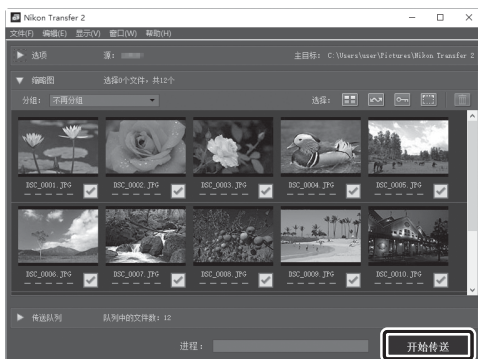 Nikon Transfer 2
文件(F) 编辑(E) 显示(V) 窗口(W) 帮助(H)
选项 源: 主目标: C:\Users\user\Pictures\Nikon Transfer 2
缩略图 选择0个文件, 共12个
分组: 不再分组 选择:
DSC_0001.JPG DSC_0002.JPG DSC_0003.JPG DSC_0004.JPG DSC_0005.JPG
DSC_0006.JPG DSC_0007.JPG DSC_0008.JPG DSC_0009.JPG DSC_0010.JPG
传送队列 队列中的文件数: 12
进程: 开始传送